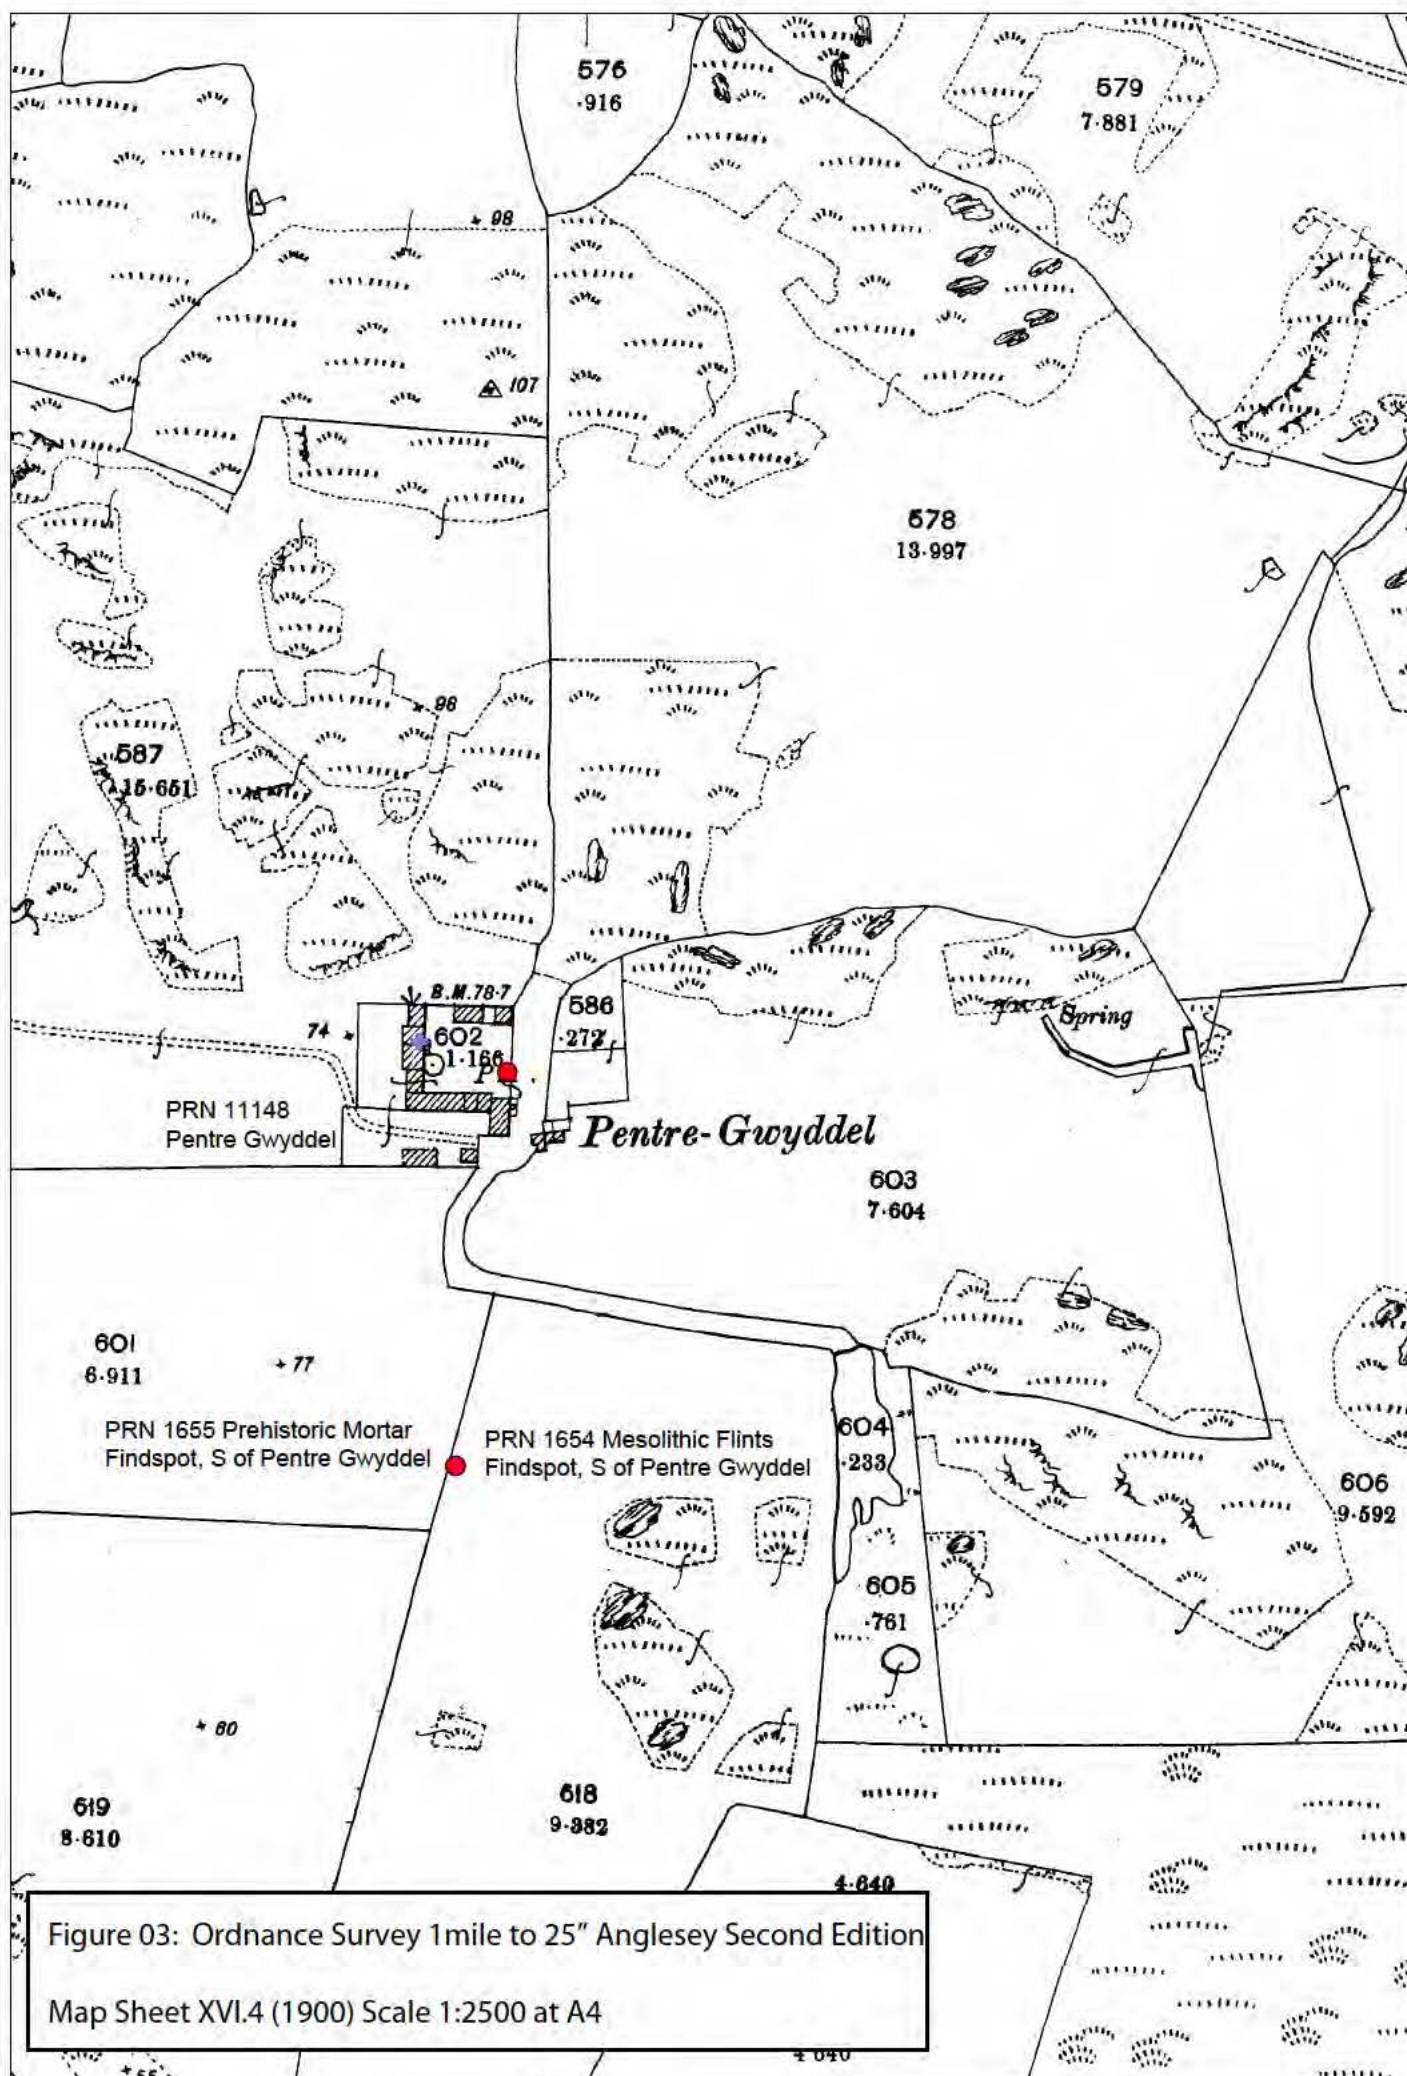 576
·916
579
7·881
98
107
578
13·997
98
587
15·651
B.M.78·7
586
·272
74
602
1·166
P
Spring
PRN 11148
Pentre Gwyddel
Pentre-Gwyddel
603
7·604
601
6·911
77
PRN 1655 Prehistoric Mortar
Findspot, S of Pentre Gwyddel
PRN 1654 Mesolithic Flints
Findspot, S of Pentre Gwyddel
604
·233
606
9·592
605
·761
80
619
8·610
618
9·382
4·640
Figure 03: Ordnance Survey 1mile to 25” Anglesey Second Edition
Map Sheet XVI.4 (1900) Scale 1:2500 at A4
4·640